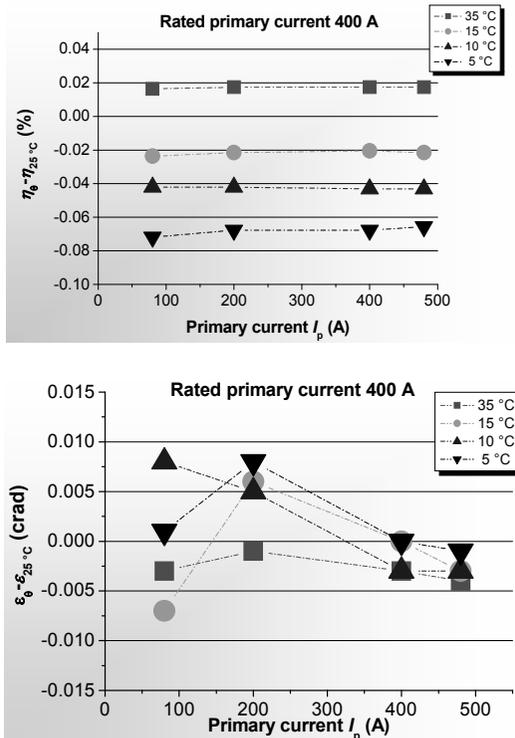 Rated primary current 400 A
35 °C
15 °C
10 °C
5 °C
0.04
0.02
0.00
-0.02
-0.04
-0.06
-0.08
-0.10
ηθ-η25 °C (%)
0
100
200
300
400
500
Primary current Ip (A)
Rated primary current 400 A
35 °C
15 °C
10 °C
5 °C
0.015
0.010
0.005
0.000
-0.005
-0.010
-0.015
εθ-ε25 °C (crad)
0
100
200
300
400
500
Primary current Ip (A)